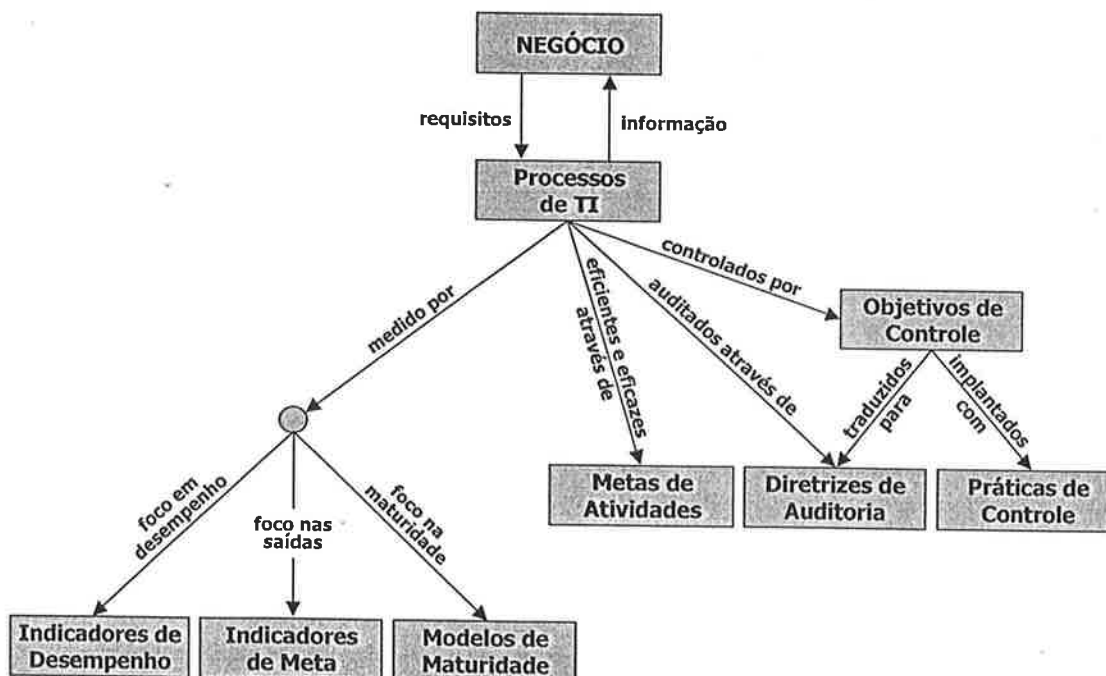 NEGÓCIO
requisitos
informação
Processos
de TI
medido por
eficientes e eficazes
através de
auditados através de
controlados por
Objetivos de
Controle
traduzidos
para
implantados
com
foco em
desempenho
foco nas
saídas
foco na
maturidade
Metas de
Atividades
Diretrizes de
Auditoria
Práticas de
Controle
Indicadores de
Desempenho
Indicadores
de Meta
Modelos de
Maturidade